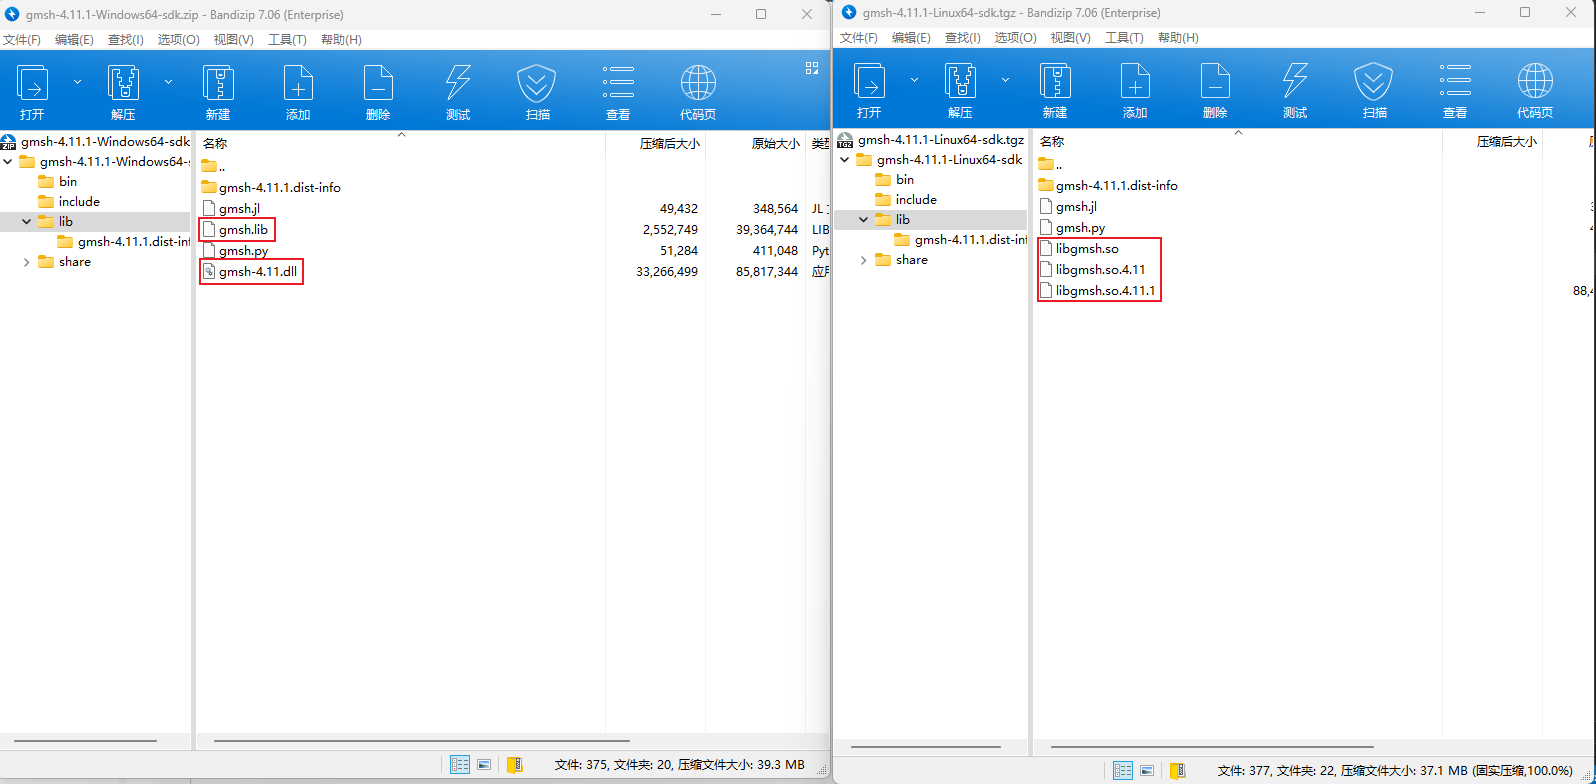 gmsh-4.11.1-Windows64-sdk.zip - Bandizip 7.06 (Enterprise)
文件(F) 编辑(E) 查找(I) 选项(O) 视图(V) 工具(T) 帮助(H)
打开 解压 新建 添加 删除 测试 扫描 查看 代码页
ZIP gmsh-4.11.1-Windows64-sdk
gmsh-4.11.1-Windows64-s
bin
include
lib
gmsh-4.11.1.dist-inf
share
名称 压缩后大小 原始大小 类型
..
gmsh-4.11.1.dist-info
gmsh.jl 49,432 348,564 JL
gmsh.lib 2,552,749 39,364,744 LIB
gmsh.py 51,284 411,048 Pyt
gmsh-4.11.dll 33,266,499 85,817,344 应用
文件: 375, 文件夹: 20, 压缩文件大小: 39.3 MB
gmsh-4.11.1-Linux64-sdk.tgz - Bandizip 7.06 (Enterprise)
文件(F) 编辑(E) 查找(I) 选项(O) 视图(V) 工具(T) 帮助(H)
打开 解压 新建 添加 删除 测试 扫描 查看 代码页
TGZ gmsh-4.11.1-Linux64-sdk.tgz
gmsh-4.11.1-Linux64-sdk
bin
include
lib
gmsh-4.11.1.dist-inf
share
名称 压缩后大小
..
gmsh-4.11.1.dist-info
gmsh.jl
gmsh.py
libgmsh.so
libgmsh.so.4.11
libgmsh.so.4.11.1 88,4
文件: 377, 文件夹: 22, 压缩文件大小: 37.1 MB (固实压缩,100.0%)